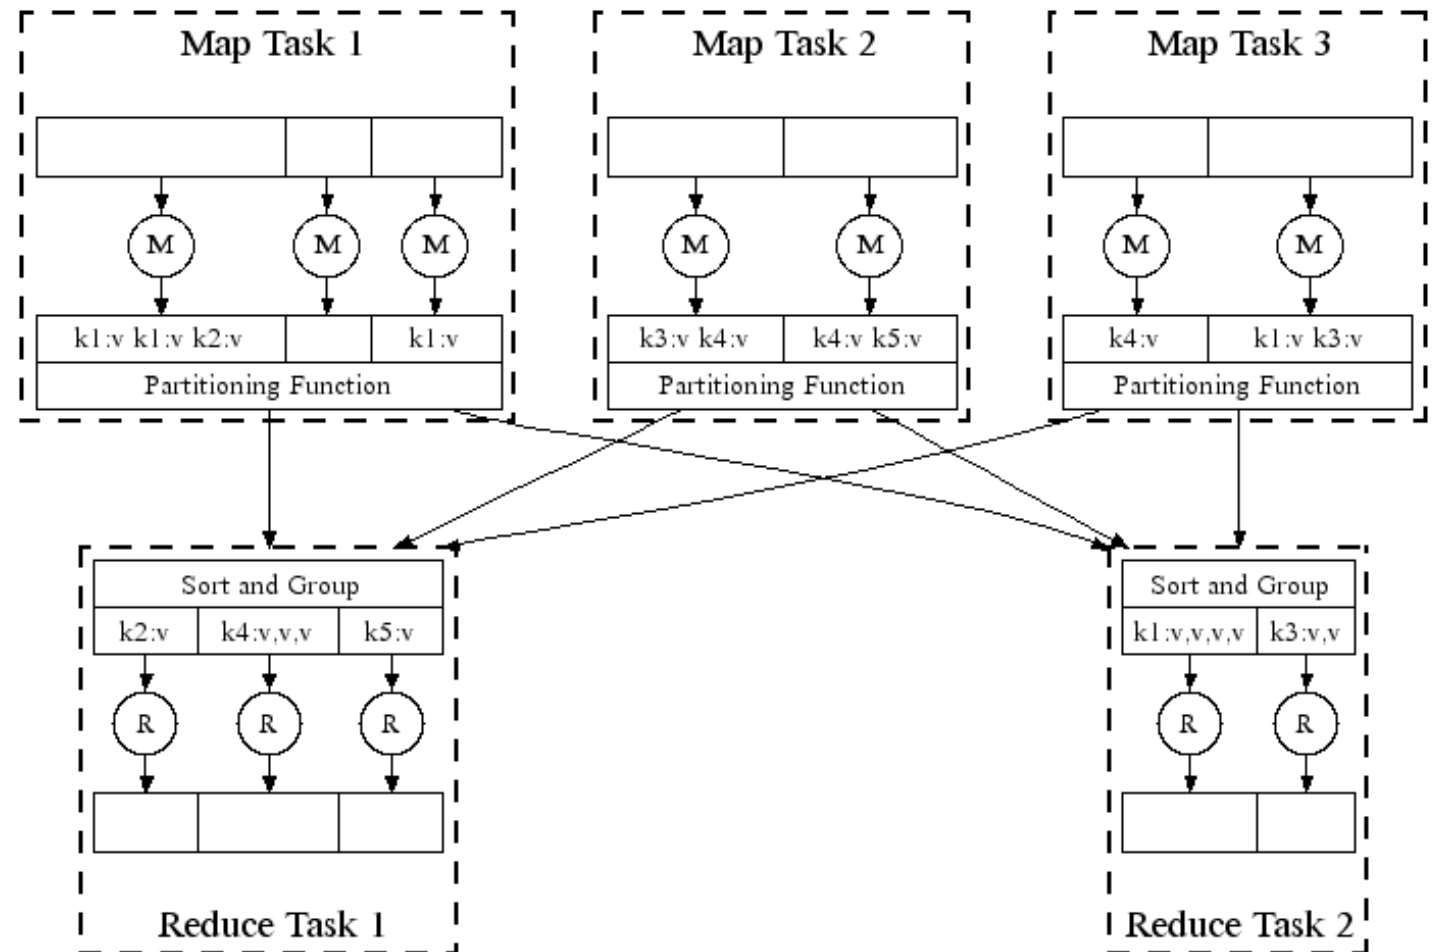 Map Task 1
Map Task 2
Map Task 3
M
M
M
M
M
M
M
k1:v k1:v k2:v
k1:v
k3:v k4:v
k4:v k5:v
k4:v
k1:v k3:v
Partitioning Function
Partitioning Function
Partitioning Function
Sort and Group
Sort and Group
k2:v
k4:v,v,v
k5:v
k1:v,v,v,v
k3:v,v
R
R
R
R
R
Reduce Task 1
Reduce Task 2